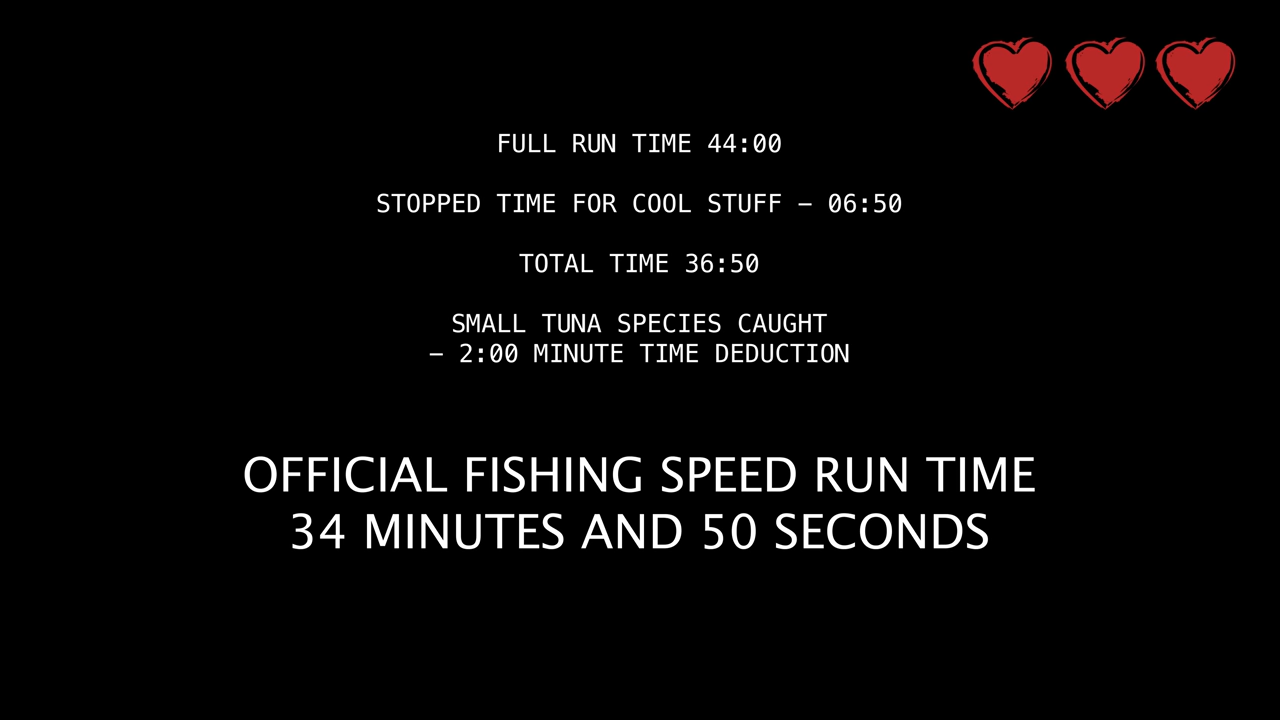 FULL RUN TIME 44:00
STOPPED TIME FOR COOL STUFF – 06:50
TOTAL TIME 36:50
SMALL TUNA SPECIES CAUGHT
– 2:00 MINUTE TIME DEDUCTION
OFFICIAL FISHING SPEED RUN TIME
34 MINUTES AND 50 SECONDS